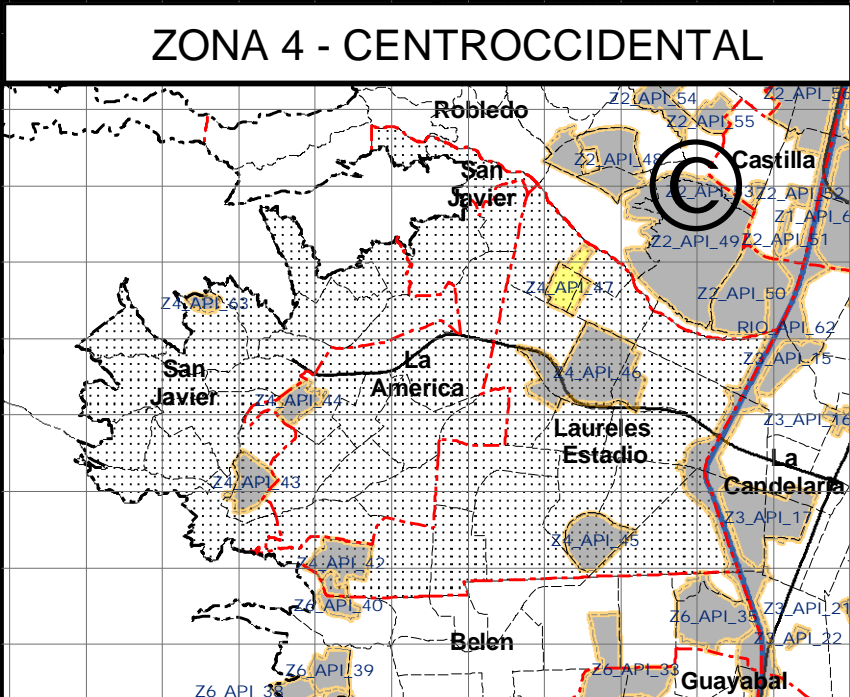 ZONA 4 - CENTROCCIDENTAL
Z2_API_54
Robledo
Z2_API_55
Castilla
Z2_API_48
San
Javier
©
Z2_API_52
Z2_API_49
Z2_API_51
Z4_API_47
Z2_API_50
Z4_API_63
RIO_API_62
Z3_API_15
La
America
San
Javier
Z4_API_46
Z4_API_44
Z3_API_16
Laureles
Estadio
La
Candelaria
Z4_API_43
Z3_API_17
Z4_API_45
Z4_API_42
Z6_API_40
Z3_API_21
Z6_API_35
Belen
Z3_API_22
Z6_API_39
Z6_API_33
Guayabal
Z6_API_38